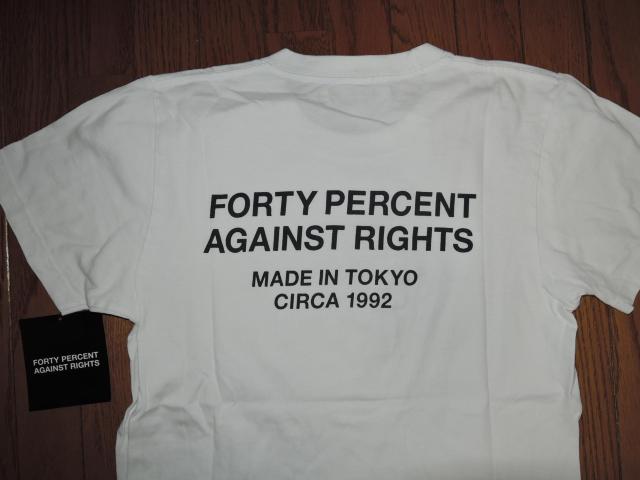 FORTY PERCENT
AGAINST RIGHTS
MADE IN TOKYO
CIRCA 1992
FORTY PERCENT
AGAINST RIGHTS